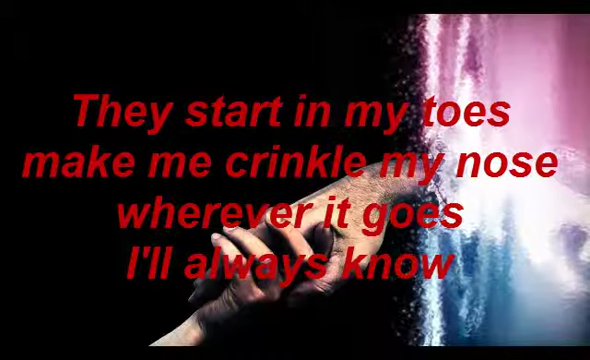 They start in my toes
make me crinkle my nose
wherever it goes
I'll always know